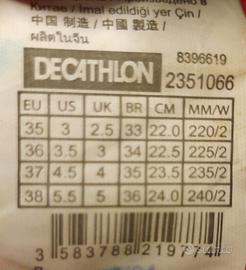 произведено в
Китае / İmal edildiği yer Çin /
中国 制造 / 中國 製造 /
ผลิตในจีน
8396619
DECATHLON 2351066
EU US UK BR CM MM/W
35 3 2.5 33 22.0 220/2
36 3.5 3 34 22.5 225/2
37 4.5 4 35 23.5 235/2
38 5.5 5 36 24.0 240/2
3 583788 219774